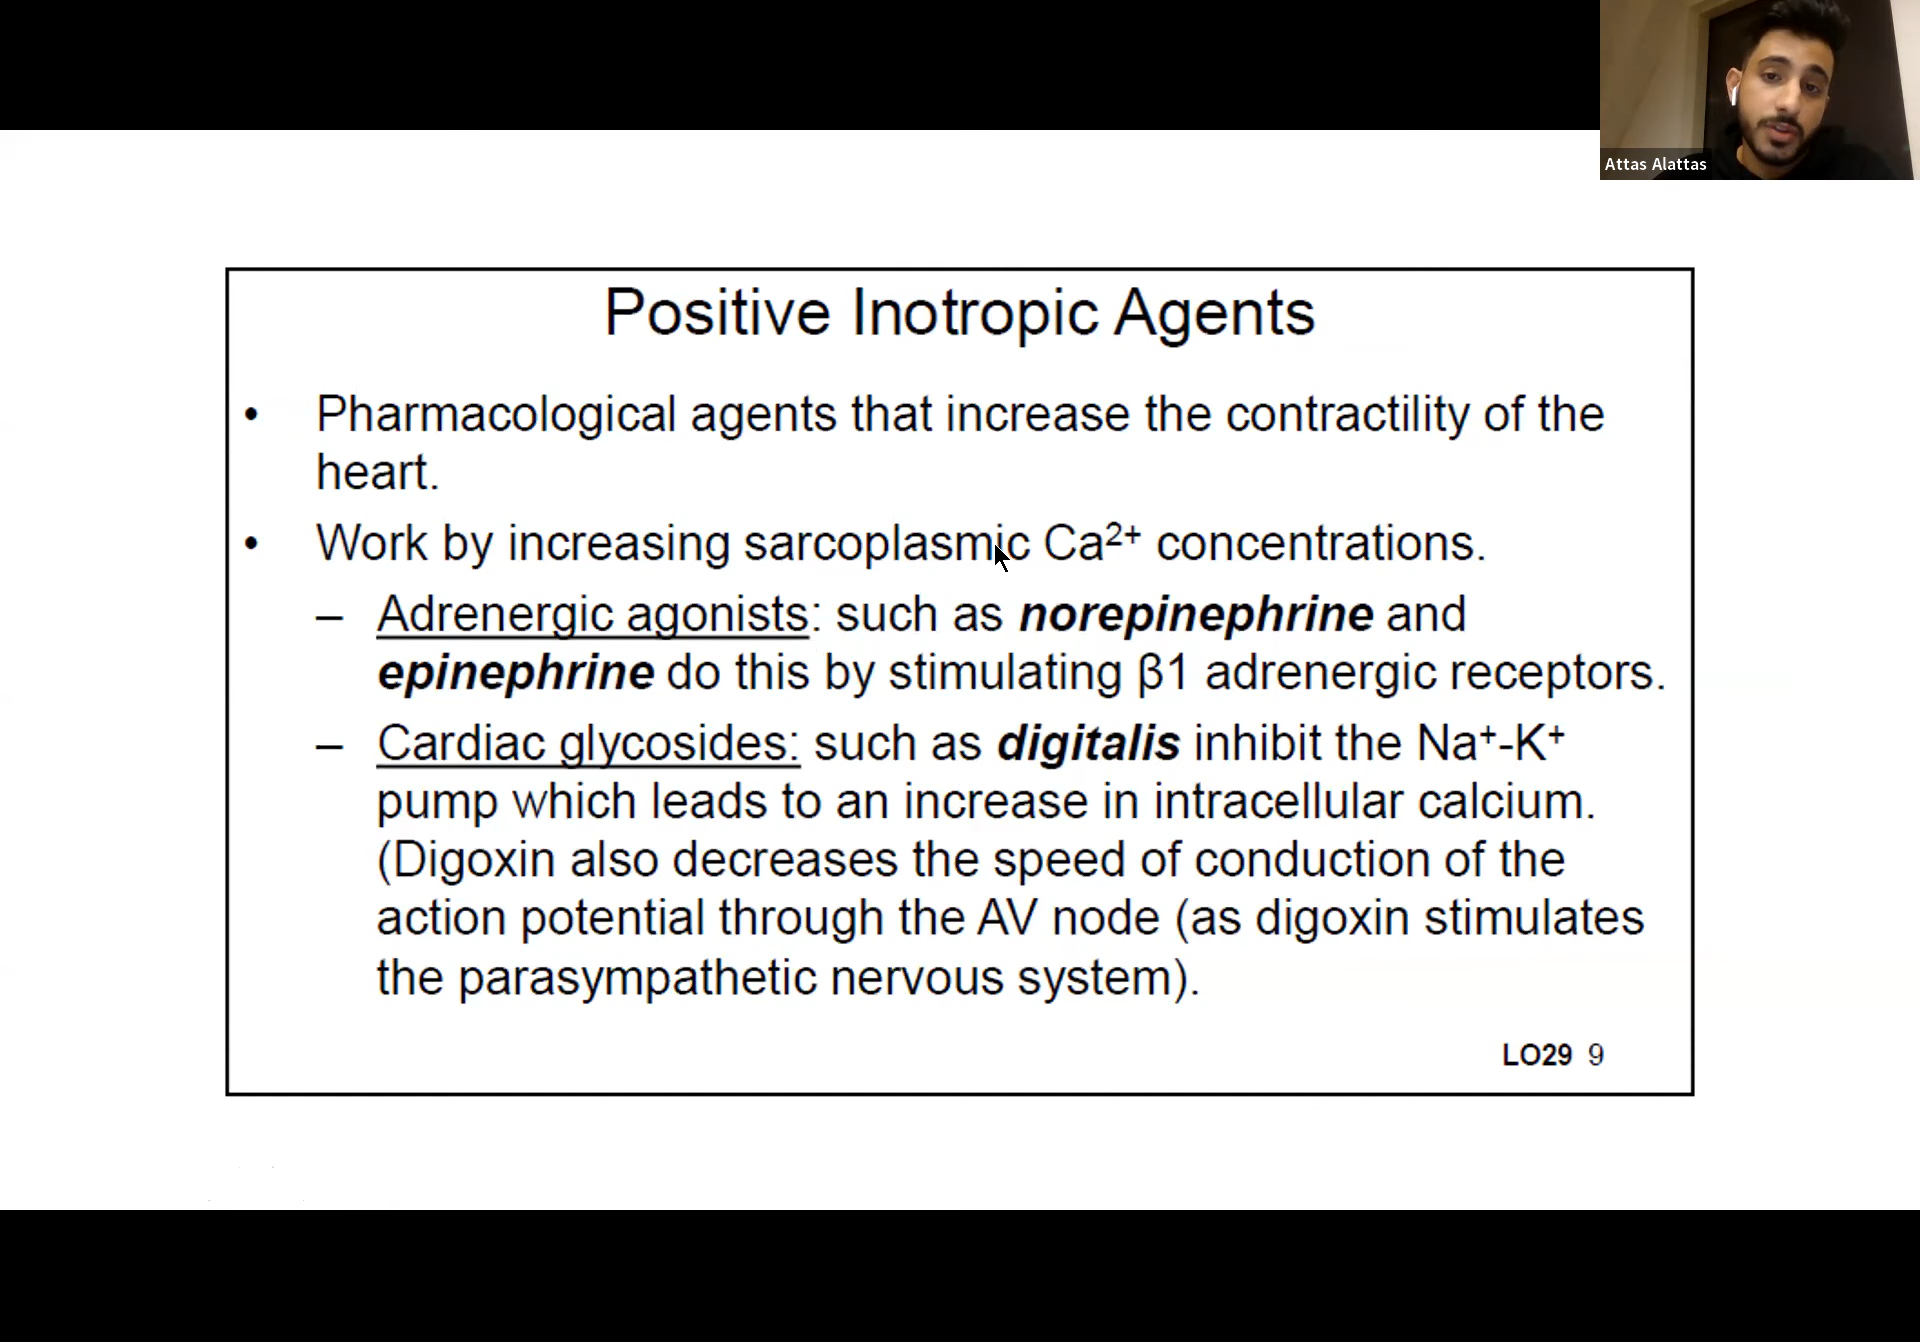 Attas Alattas
Positive Inotropic Agents
• Pharmacological agents that increase the contractility of the
heart.
• Work by increasing sarcoplasmic Ca²⁺ concentrations.
– Adrenergic agonists: such as norepinephrine and
epinephrine do this by stimulating β1 adrenergic receptors.
– Cardiac glycosides: such as digitalis inhibit the Na⁺-K⁺
pump which leads to an increase in intracellular calcium.
(Digoxin also decreases the speed of conduction of the
action potential through the AV node (as digoxin stimulates
the parasympathetic nervous system).
LO29 9